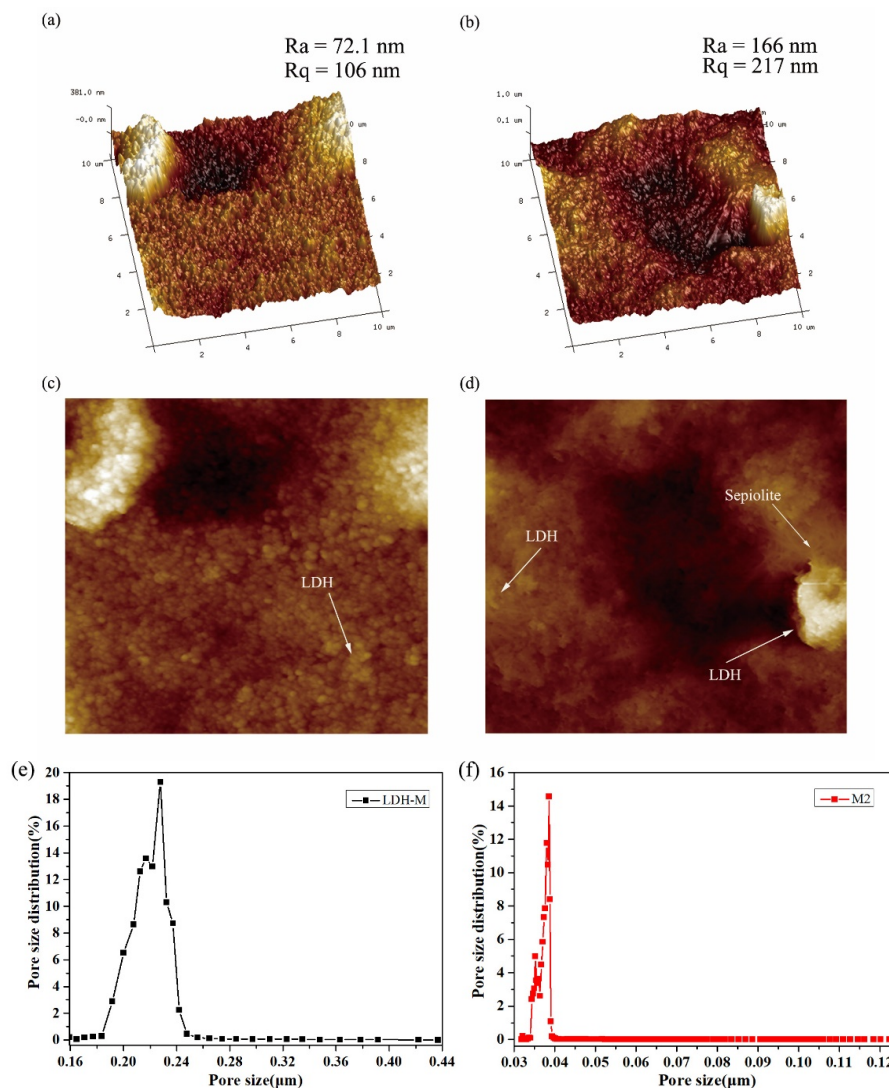 (a)
Ra = 72.1 nm
Rq = 106 nm
381.0 nm
-0.0 nm
10 um
8
6
4
2
10 um
8
6
4
2
2
4
6
8
10 um
(b)
Ra = 166 nm
Rq = 217 nm
1.0 um
0.1 um
10 um
8
6
4
2
10 um
8
6
4
2
2
4
6
8
10 um
(c)
LDH
(d)
Sepiolite
LDH
LDH
(e)
Pore size distribution(%)
20
18
16
14
12
10
8
6
4
2
0
LDH-M
0.16 0.20 0.24 0.28 0.32 0.36 0.40 0.44
Pore size(μm)
(f)
Pore size distribution(%)
16
14
12
10
8
6
4
2
0
M2
0.03 0.04 0.05 0.06 0.07 0.08 0.09 0.10 0.11 0.12
Pore size(μm)